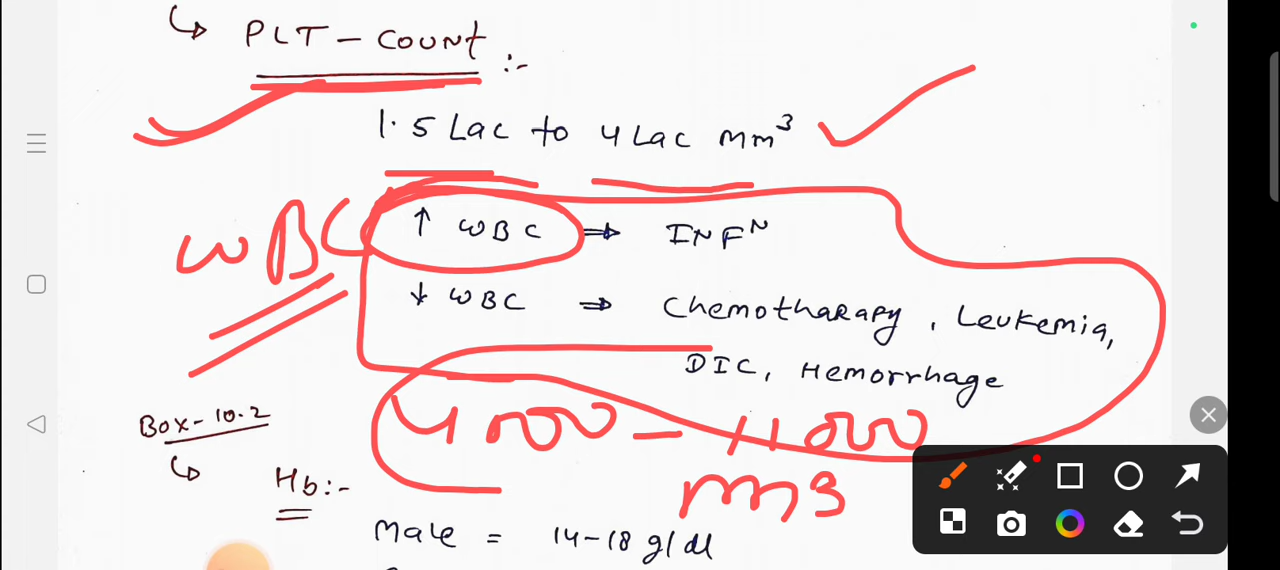 ↳ PLT - Count :-
1.5 Lac to 4 Lac mm³
WBC
↑ WBC ⇒ INFᴺ
↓ WBC ⇒ Chemotharapy, Leukemia,
DIC, Hemorrhage
4000 - 11000
mm3
Box-10.2
↳ Hb:-
Male = 14-18 g/dl